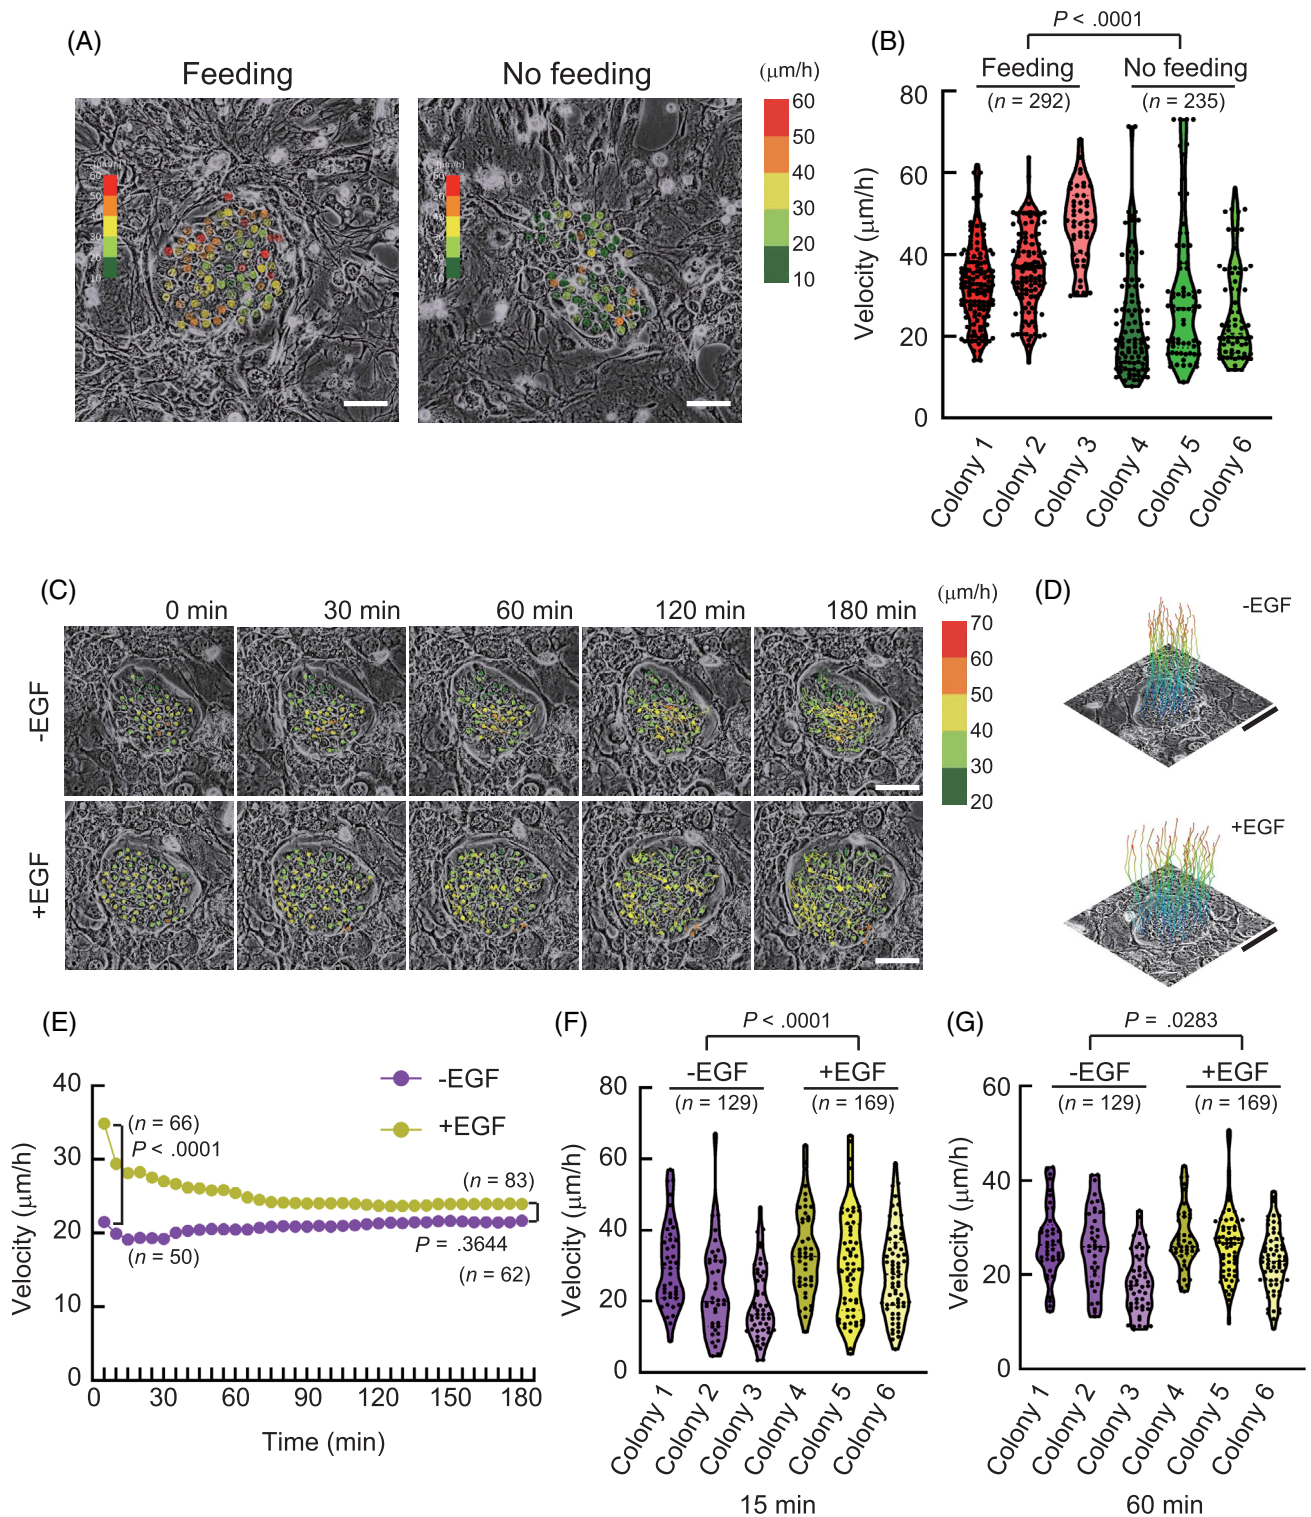 (A)
Feeding
No feeding
(μm/h)
60
50
40
30
20
10
(B)
P < .0001
Feeding
No feeding
(n = 292)
(n = 235)
Velocity (μm/h)
80
60
40
20
0
Colony 1
Colony 2
Colony 3
Colony 4
Colony 5
Colony 6
(C)
0 min
30 min
60 min
120 min
180 min
-EGF
+EGF
(μm/h)
70
60
50
40
30
20
(D)
-EGF
+EGF
(E)
Velocity (μm/h)
40
30
20
10
0
-EGF
+EGF
(n = 66)
P < .0001
(n = 50)
(n = 83)
P = .3644
(n = 62)
0
30
60
90
120
150
180
Time (min)
(F)
P < .0001
-EGF
+EGF
(n = 129)
(n = 169)
Velocity (μm/h)
80
60
40
20
0
Colony 1
Colony 2
Colony 3
Colony 4
Colony 5
Colony 6
15 min
(G)
P = .0283
-EGF
+EGF
(n = 129)
(n = 169)
Velocity (μm/h)
60
40
20
0
Colony 1
Colony 2
Colony 3
Colony 4
Colony 5
Colony 6
60 min